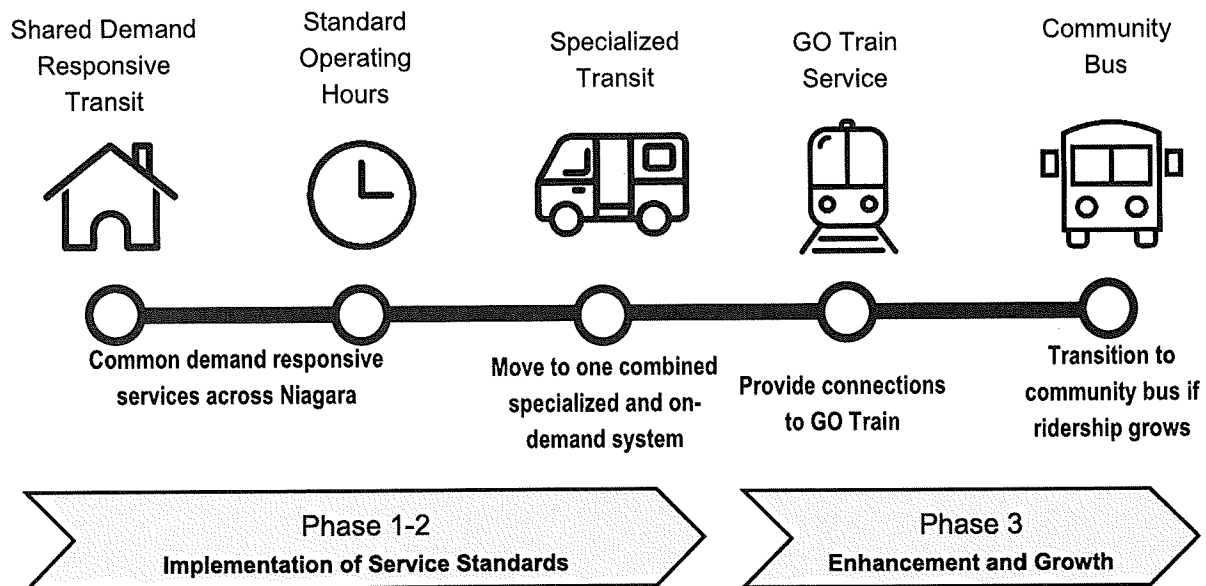 Shared Demand
Responsive
Transit
Standard
Operating
Hours
Specialized
Transit
GO Train
Service
Community
Bus
Common demand responsive
services across Niagara
Move to one combined
specialized and on-
demand system
Provide connections
to GO Train
Transition to
community bus if
ridership grows
Phase 1-2
Implementation of Service Standards
Phase 3
Enhancement and Growth